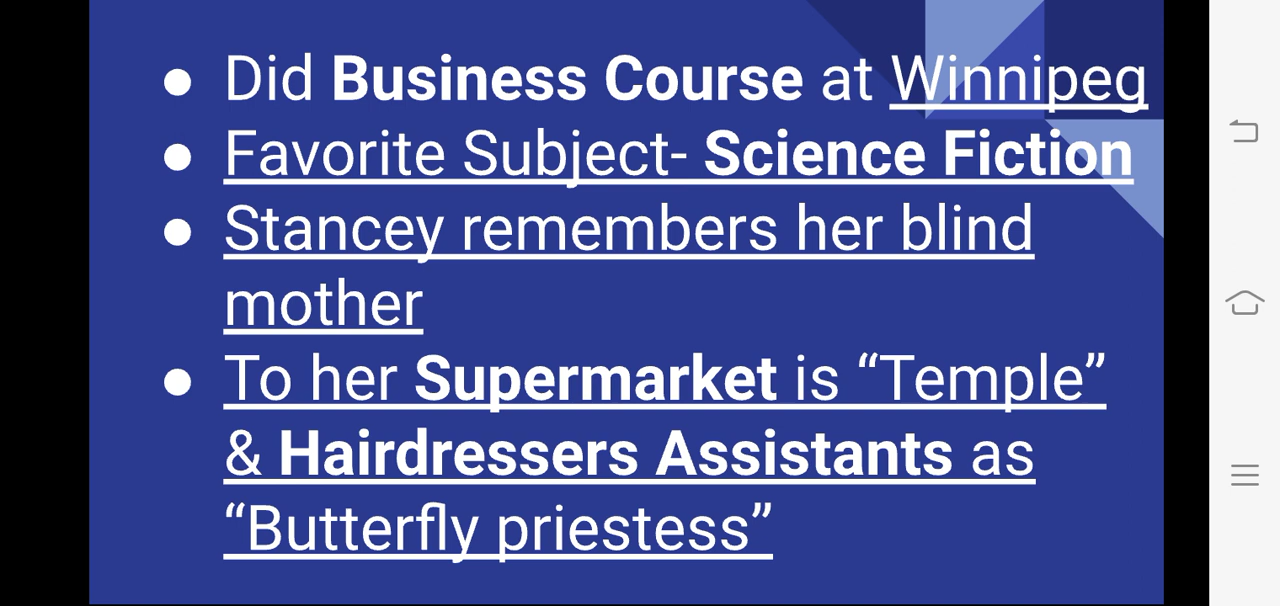 ● Did Business Course at Winnipeg
● Favorite Subject- Science Fiction
● Stancey remembers her blind
mother
● To her Supermarket is “Temple”
& Hairdressers Assistants as
“Butterfly priestess”